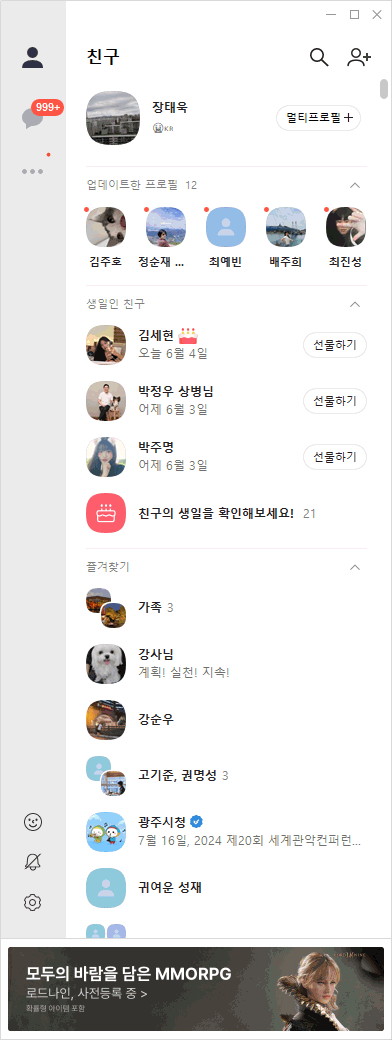 친구
999+
장태욱
KR
멀티프로필+
업데이트한 프로필 12
김주호
정순재 ...
최예빈
배주희
최진성
생일인 친구
김세현
오늘 6월 4일
선물하기
박정우 상병님
어제 6월 3일
선물하기
박주명
어제 6월 3일
선물하기
친구의 생일을 확인해보세요! 21
즐겨찾기
가족 3
강사님
계획! 실천! 지속!
강순우
고기준, 권명성 3
광주시청
7월 16일, 2024 제20회 세계관악컨퍼런...
귀여운 성재
모두의 바람을 담은 MMORPG
로드나인, 사전등록 중 >
확률형 아이템 포함